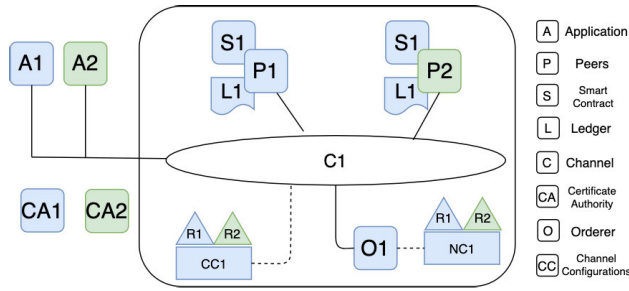 A1
A2
S1
P1
L1
S1
P2
L1
C1
CA1
CA2
R1
R2
CC1
O1
R1
R2
NC1
A
Application
P
Peers
S
Smart
Contract
L
Ledger
C
Channel
CA
Certificate
Authority
O
Orderer
CC
Channel
Configurations